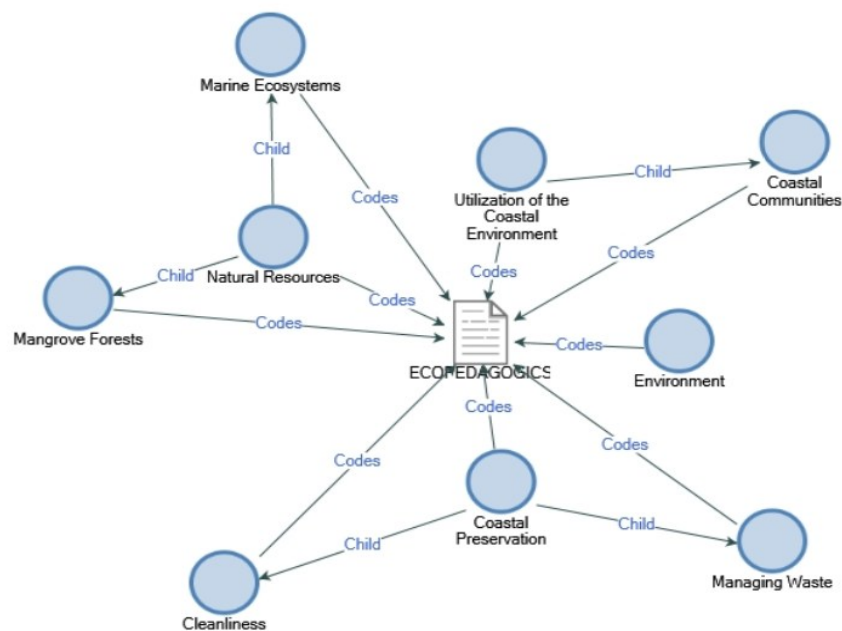 Marine Ecosystems
Child
Codes
Utilization of the
Coastal
Environment
Child
Coastal
Communities
Codes
Codes
Natural Resources
Child
Codes
Mangrove Forests
Codes
ECOPEDAGOGICS
Codes
Environment
Codes
Codes
Codes
Coastal
Preservation
Child
Child
Cleanliness
Managing Waste